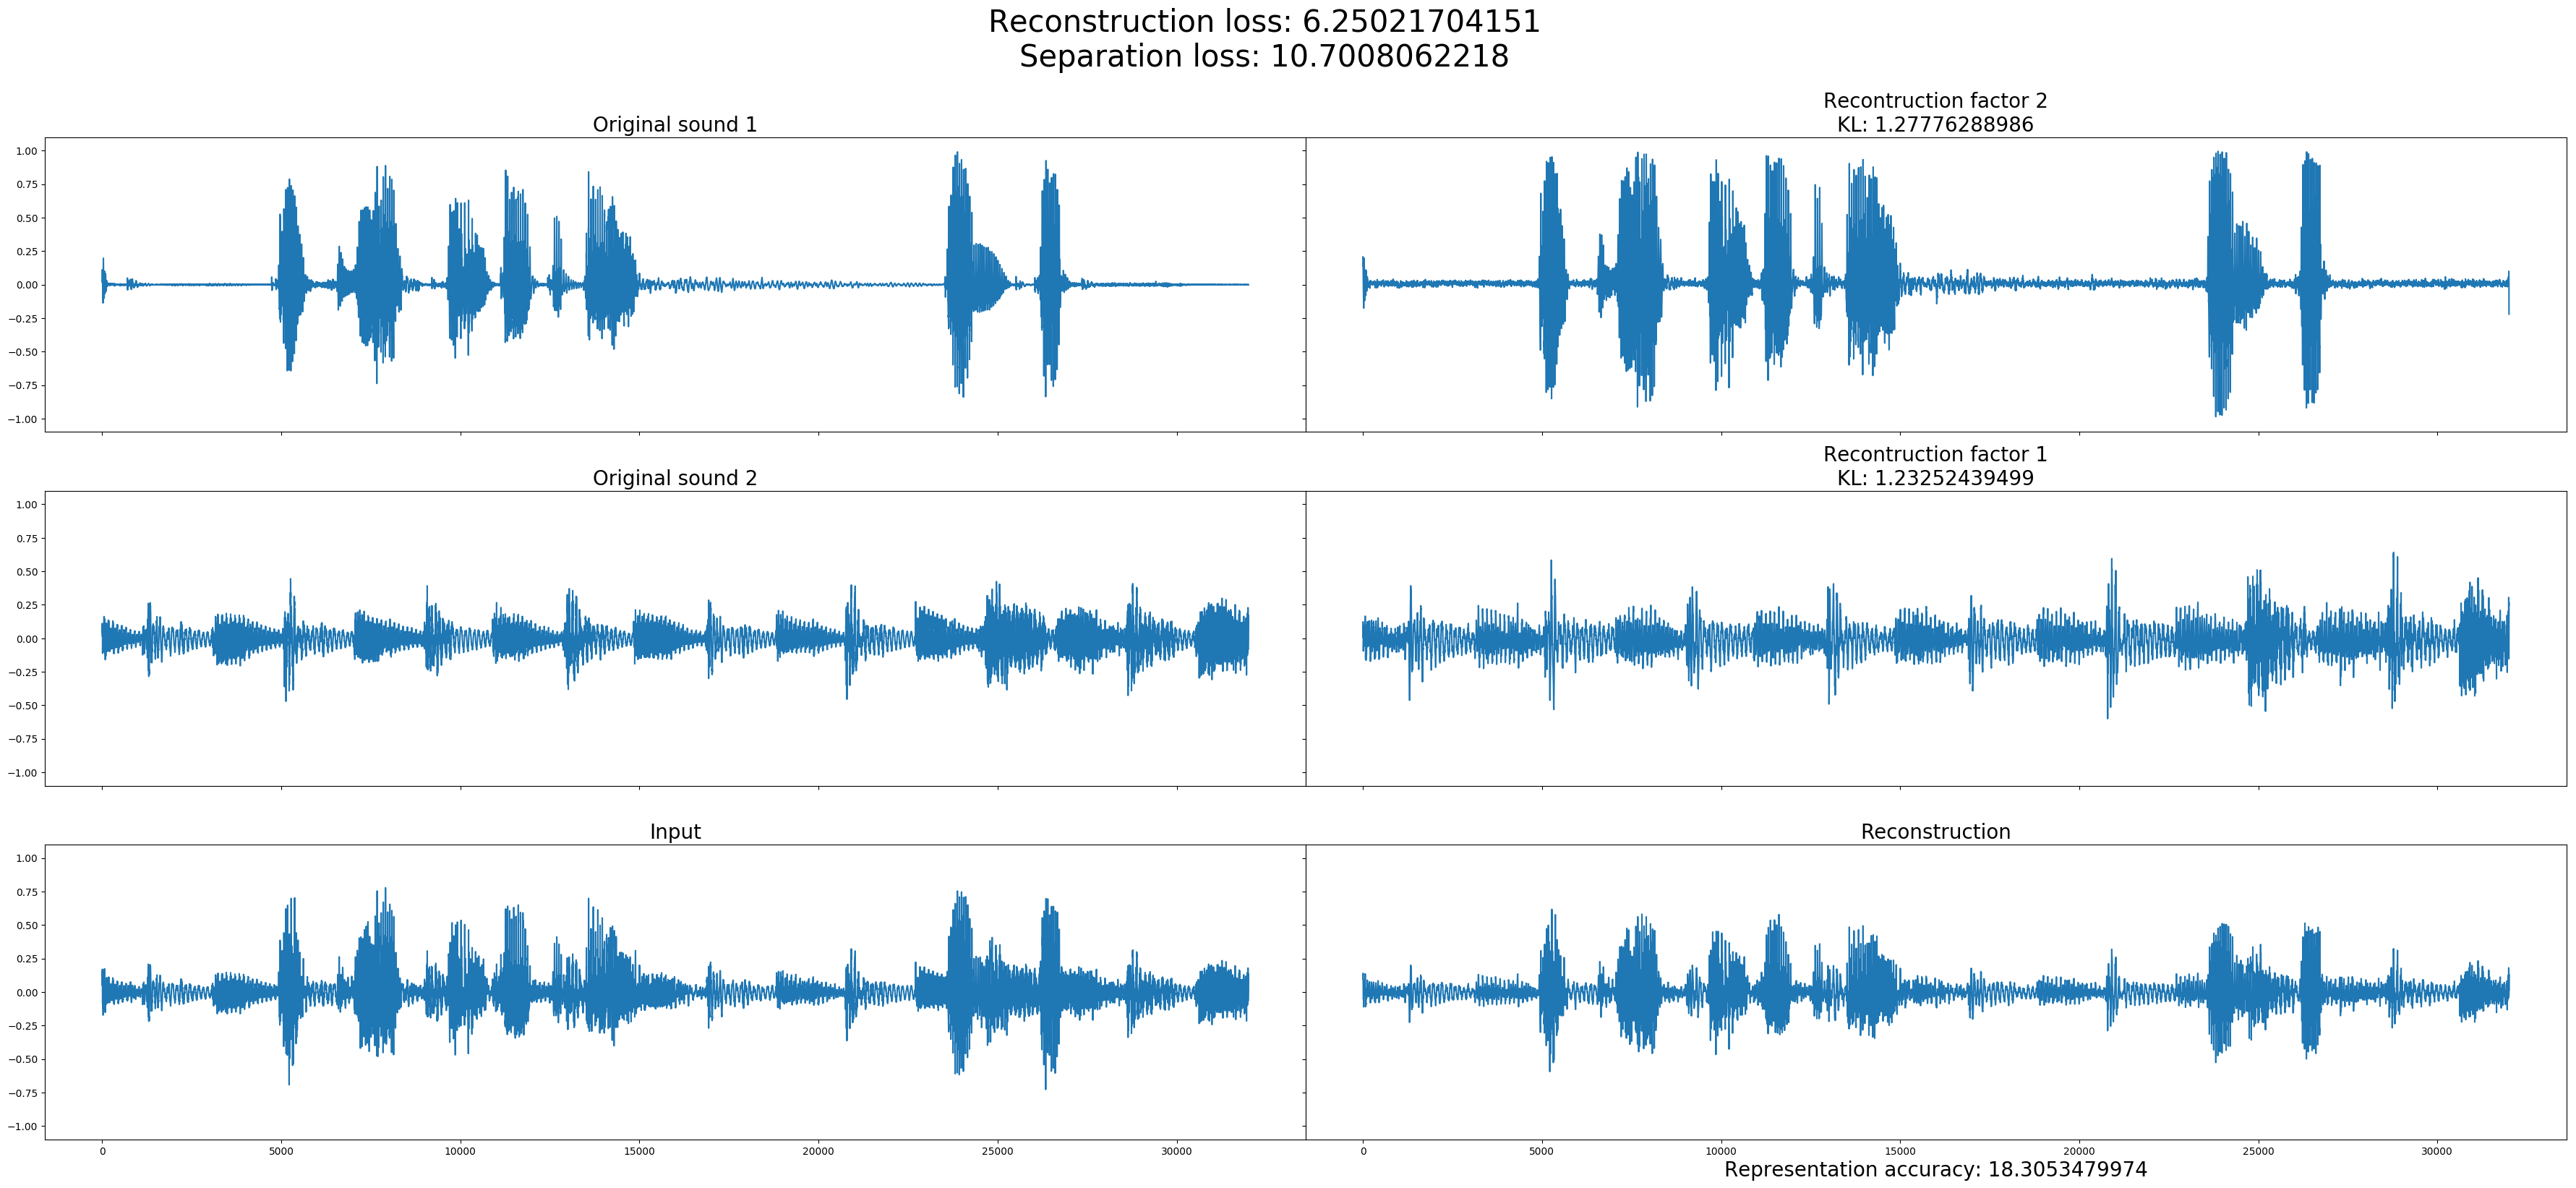 Reconstruction loss: 6.25021704151
Separation loss: 10.7008062218
Original sound 1
Recontruction factor 2
KL: 1.27776288986
1.00
0.75
0.50
0.25
0.00
−0.25
−0.50
−0.75
−1.00
Original sound 2
Recontruction factor 1
KL: 1.23252439499
1.00
0.75
0.50
0.25
0.00
−0.25
−0.50
−0.75
−1.00
Input
Reconstruction
1.00
0.75
0.50
0.25
0.00
−0.25
−0.50
−0.75
−1.00
0 5000 10000 15000 20000 25000 30000
0 5000 10000 15000 20000 25000 30000
Representation accuracy: 18.3053479974